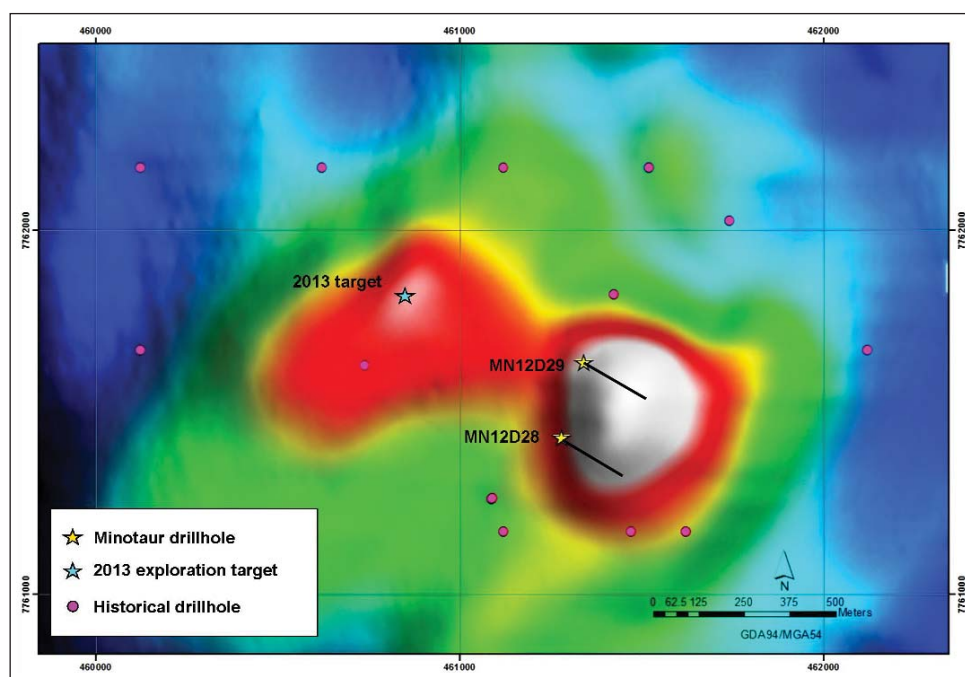 460000 461000 462000
7762000 7762000
2013 target
MN12D29
MN12D28
Minotaur drillhole
2013 exploration target
Historical drillhole
N
0 62.5 125 250 375 500
Meters
GDA94/MGA54
7761000 7761000
460000 461000 462000